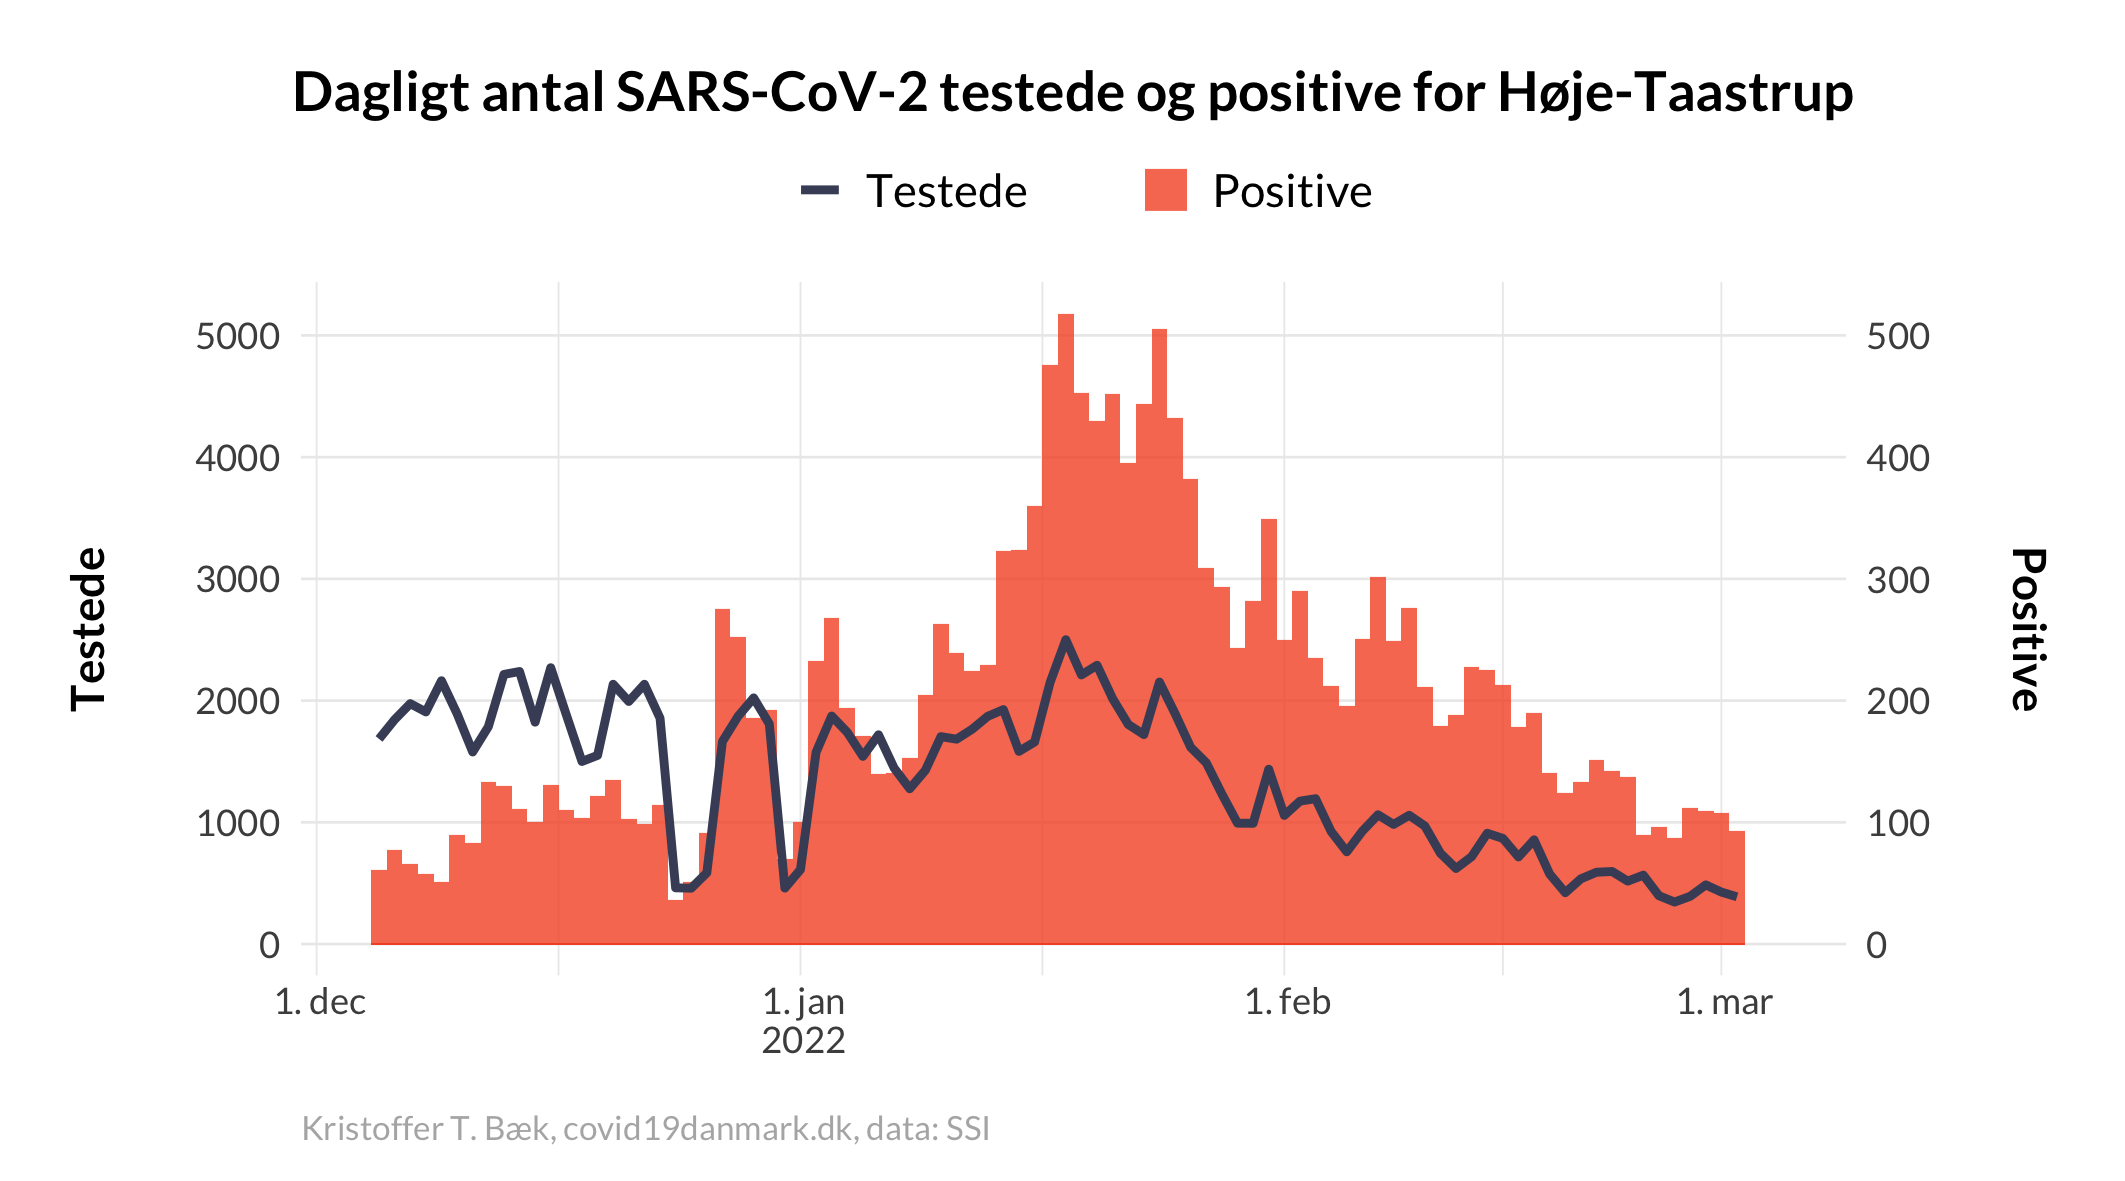 Dagligt antal SARS-CoV-2 testede og positive for Høje-Taastrup
Testede
Positive
5000
4000
3000
2000
1000
0
Testede
500
400
300
200
100
0
Positive
1. dec
1. jan
2022
1. feb
1. mar
Kristoffer T. Bæk, covid19danmark.dk, data: SSI